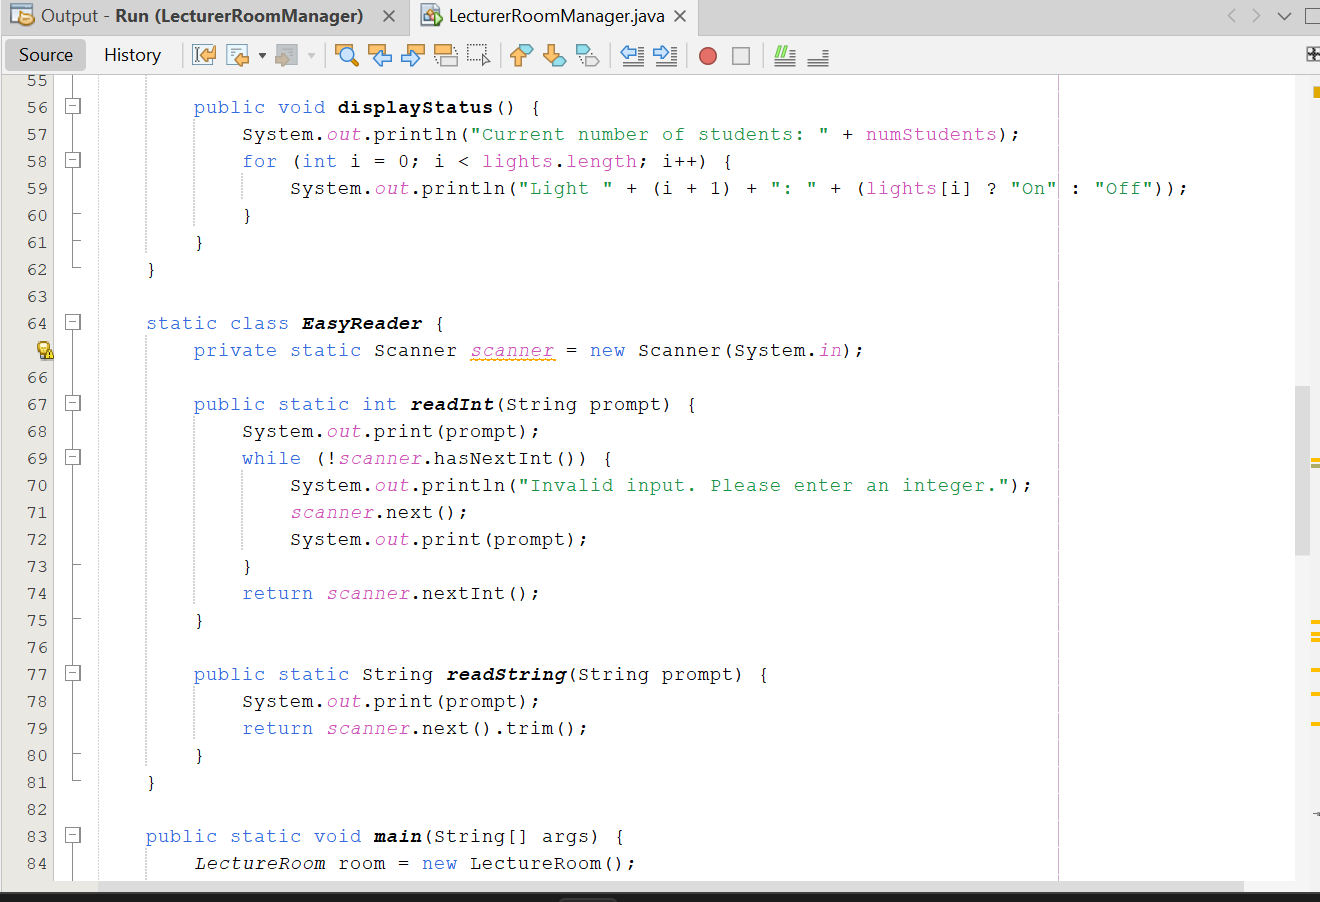 Output - Run (LecturerRoomManager) LecturerRoomManager.java
Source History
55
56 public void displayStatus() {
57 System.out.println("Current number of students: " + numStudents);
58 for (int i = 0; i < lights.length; i++) {
59 System.out.println("Light " + (i + 1) + ": " + (lights[i] ? "On" : "Off"));
60 }
61 }
62 }
63
64 static class EasyReader {
private static Scanner scanner = new Scanner(System.in);
66
67 public static int readInt(String prompt) {
68 System.out.print(prompt);
69 while (!scanner.hasNextInt()) {
70 System.out.println("Invalid input. Please enter an integer.");
71 scanner.next();
72 System.out.print(prompt);
73 }
74 return scanner.nextInt();
75 }
76
77 public static String readString(String prompt) {
78 System.out.print(prompt);
79 return scanner.next().trim();
80 }
81 }
82
83 public static void main(String[] args) {
84 LectureRoom room = new LectureRoom();